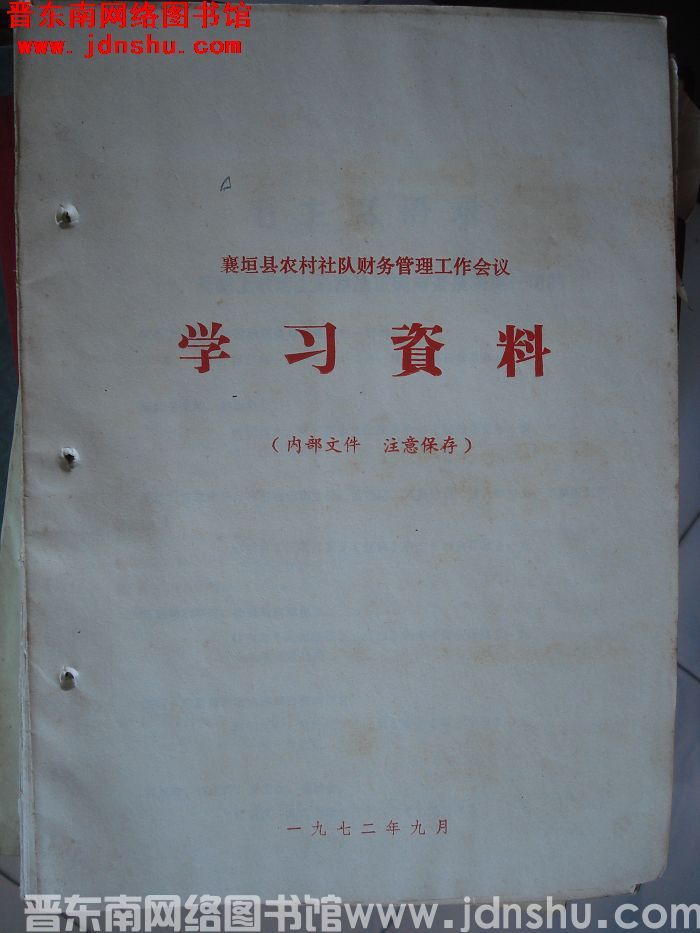 晋东南网络图书馆
www.jdnshu.com
襄垣县农村社队财务管理工作会议
学习資料
（内部文件 注意保存）
一九七二年九月
晋东南网络图书馆www.jdnshu.com